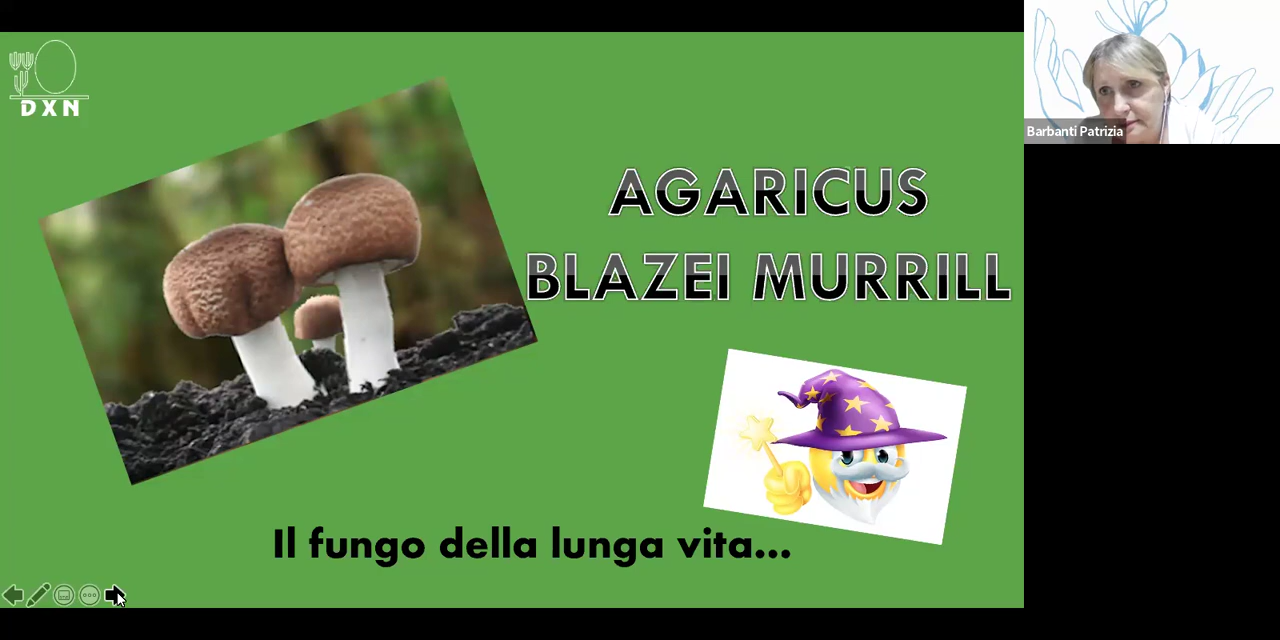 DXN
AGARICUS
BLAZEI MURRILL
Il fungo della lunga vita...
Barbanti Patrizia